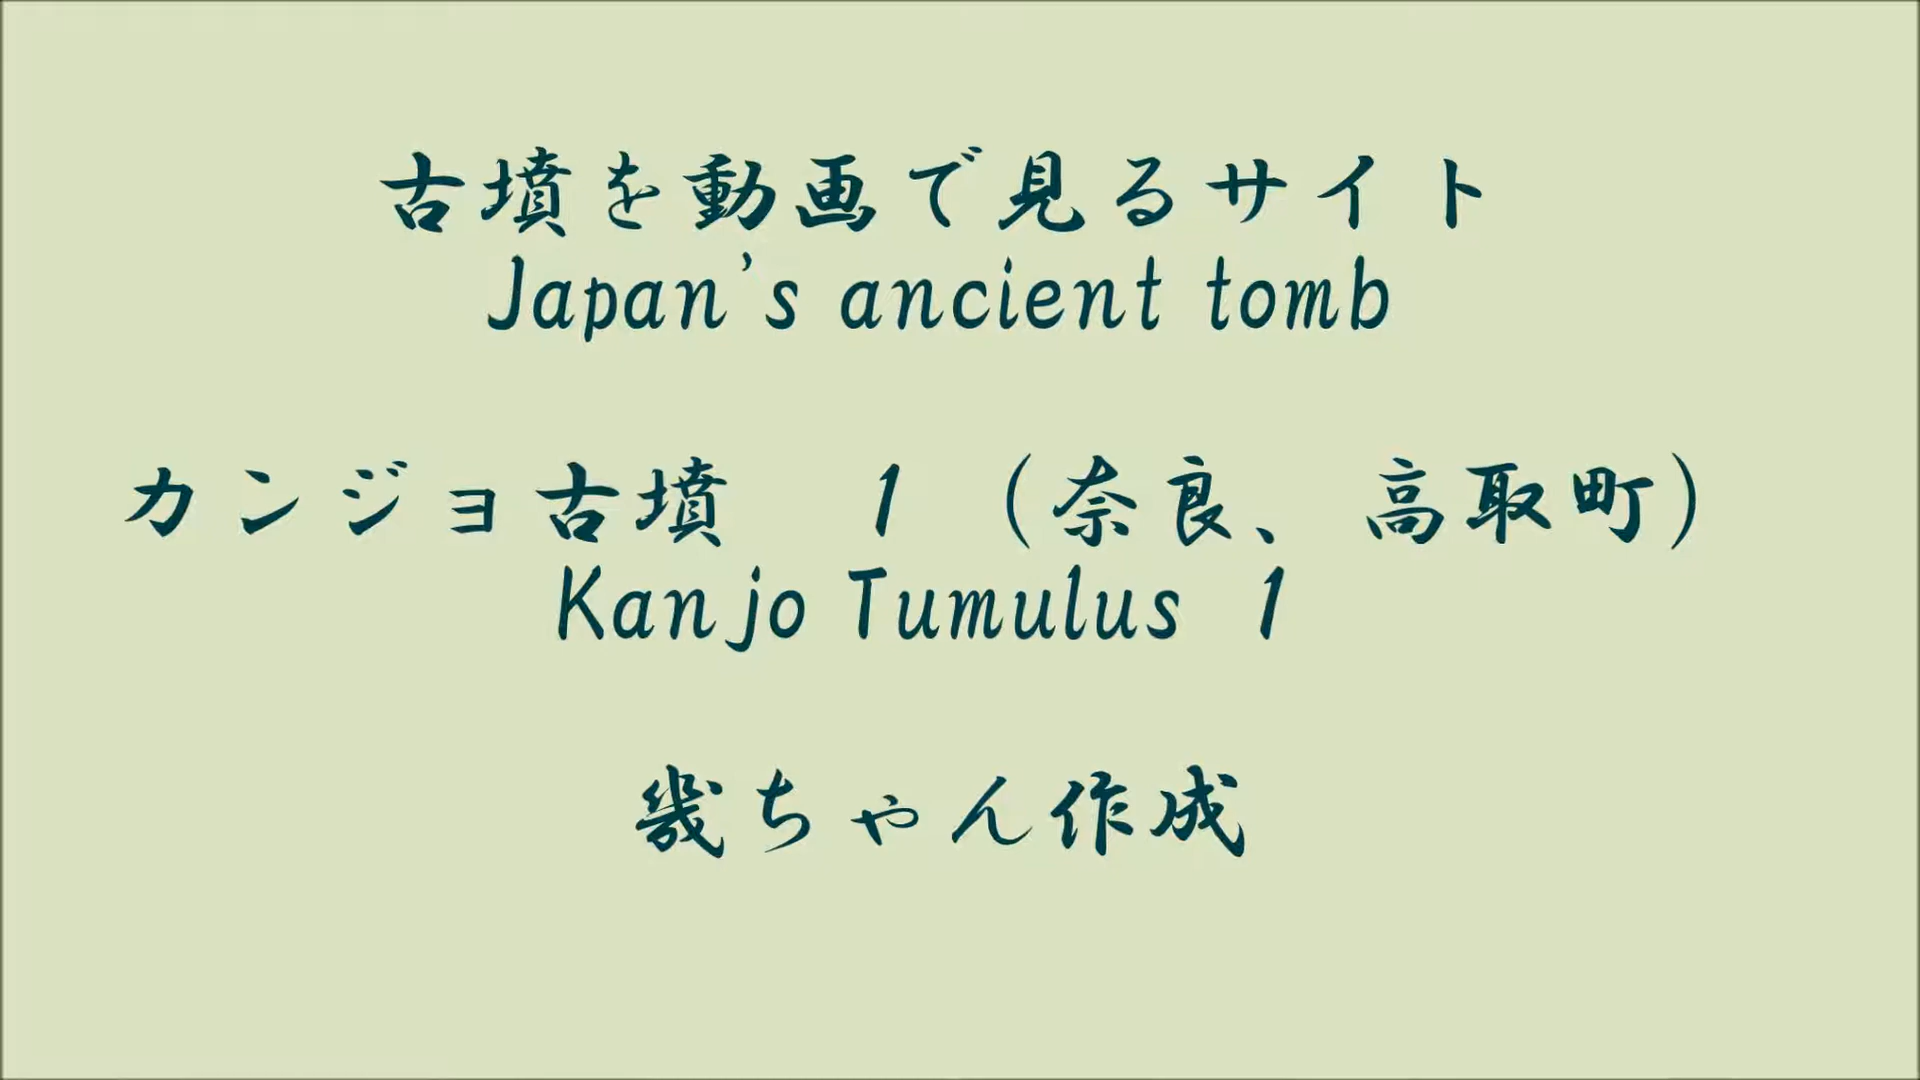 古墳を動画で見るサイト
Japan's ancient tomb
カンジョ古墳　1　(奈良、高取町)
Kanjo Tumulus 1
幾ちゃん作成